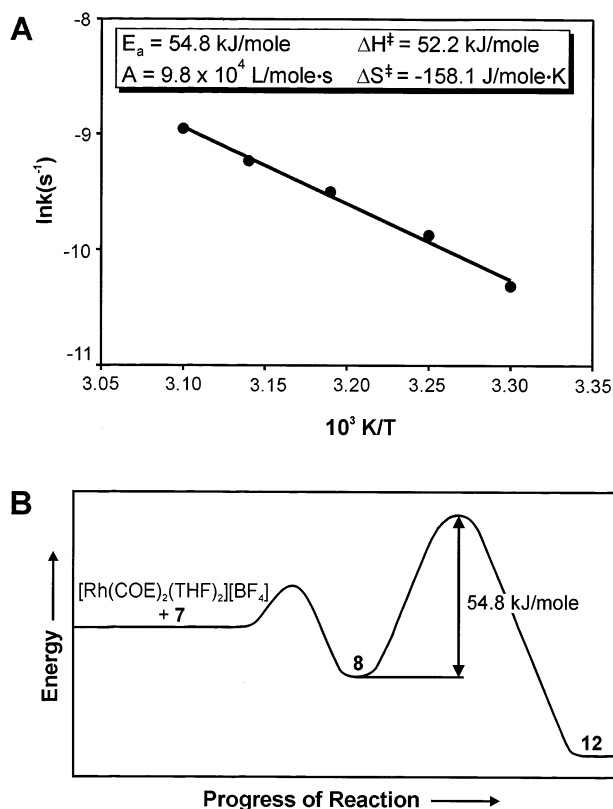 A
Eₐ = 54.8 kJ/mole ΔH‡ = 52.2 kJ/mole
A = 9.8 x 10⁴ L/mole•s ΔS‡ = -158.1 J/mole•K
lnk(s⁻¹)
-8
-9
-10
-11
3.05 3.10 3.15 3.20 3.25 3.30 3.35
10³ K/T
B
Energy
[Rh(COE)₂(THF)₂][BF₄]
+ 7
8
54.8 kJ/mole
12
Progress of Reaction